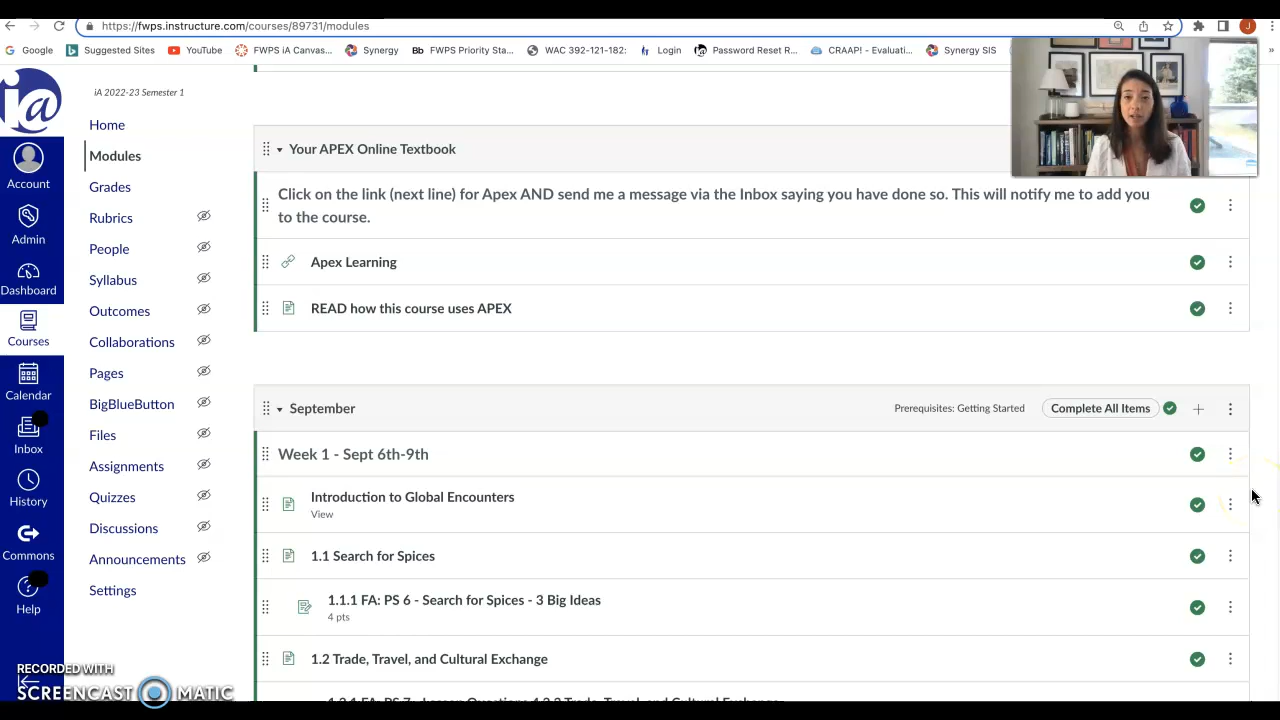 https://fwps.instructure.com/courses/89731/modules
Google
Suggested Sites
YouTube
FWPS iA Canvas...
Synergy
FWPS Priority Sta...
WAC 392-121-182:
Login
Password Reset R...
CRAAP! - Evaluati...
Synergy SIS
»
J
iA
iA 2022-23 Semester 1
Account
Admin
Dashboard
Courses
Calendar
Inbox
History
Commons
Help
Home
Modules
Grades
Rubrics
People
Syllabus
Outcomes
Collaborations
Pages
BigBlueButton
Files
Assignments
Quizzes
Discussions
Announcements
Settings
Your APEX Online Textbook
Click on the link (next line) for Apex AND send me a message via the Inbox saying you have done so. This will notify me to add you
to the course.
Apex Learning
READ how this course uses APEX
September
Prerequisites: Getting Started
Complete All Items
Week 1 - Sept 6th-9th
Introduction to Global Encounters
View
1.1 Search for Spices
1.1.1 FA: PS 6 - Search for Spices - 3 Big Ideas
4 pts
1.2 Trade, Travel, and Cultural Exchange
RECORDED WITH
SCREENCAST MATIC